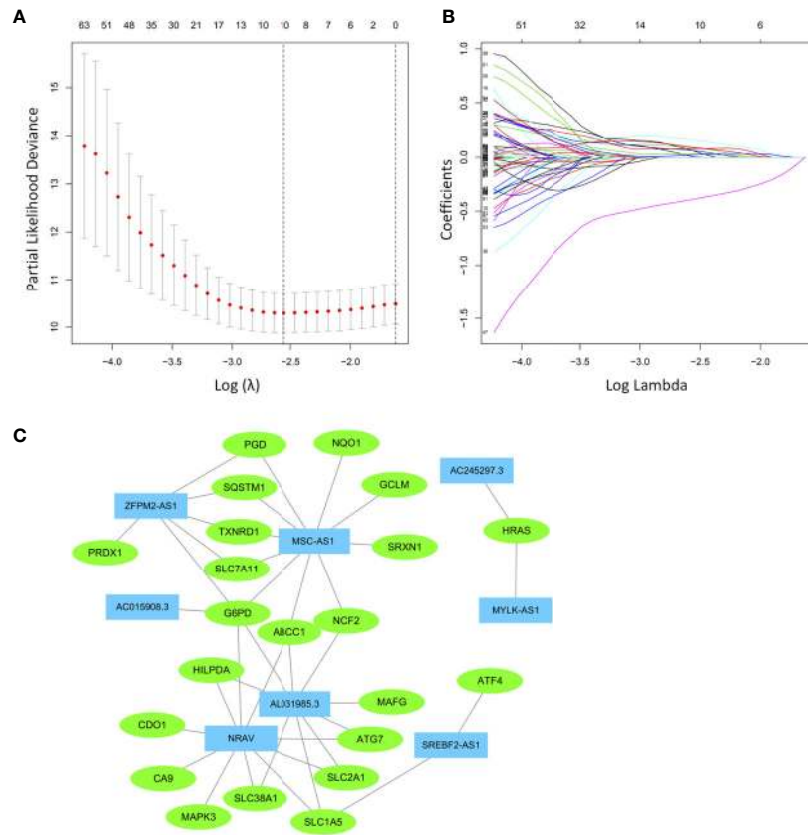 A
63 51 48 35 30 21 17 13 10 10 8 7 6 2 0
Partial Likelihood Deviance
15
14
13
12
11
10
−4.0 −3.5 −3.0 −2.5 −2.0
Log (λ)
B
51 32 14 10 6
Coefficients
1.0
0.5
0.0
−0.5
−1.0
−1.5
−4.0 −3.5 −3.0 −2.5 −2.0
Log Lambda
C
PGD
NQO1
AC245297.3
SQSTM1
GCLM
ZFPM2-AS1
TXNRD1
MSC-AS1
HRAS
SRXN1
PRDX1
SLC7A11
AC015908.3
G6PD
MYLK-AS1
NCF2
HILPDA
ATF4
MAFG
CDO1
NRAV
ATG7
SREBF2-AS1
CA9
SLC2A1
SLC38A1
MAPK3
SLC1A5